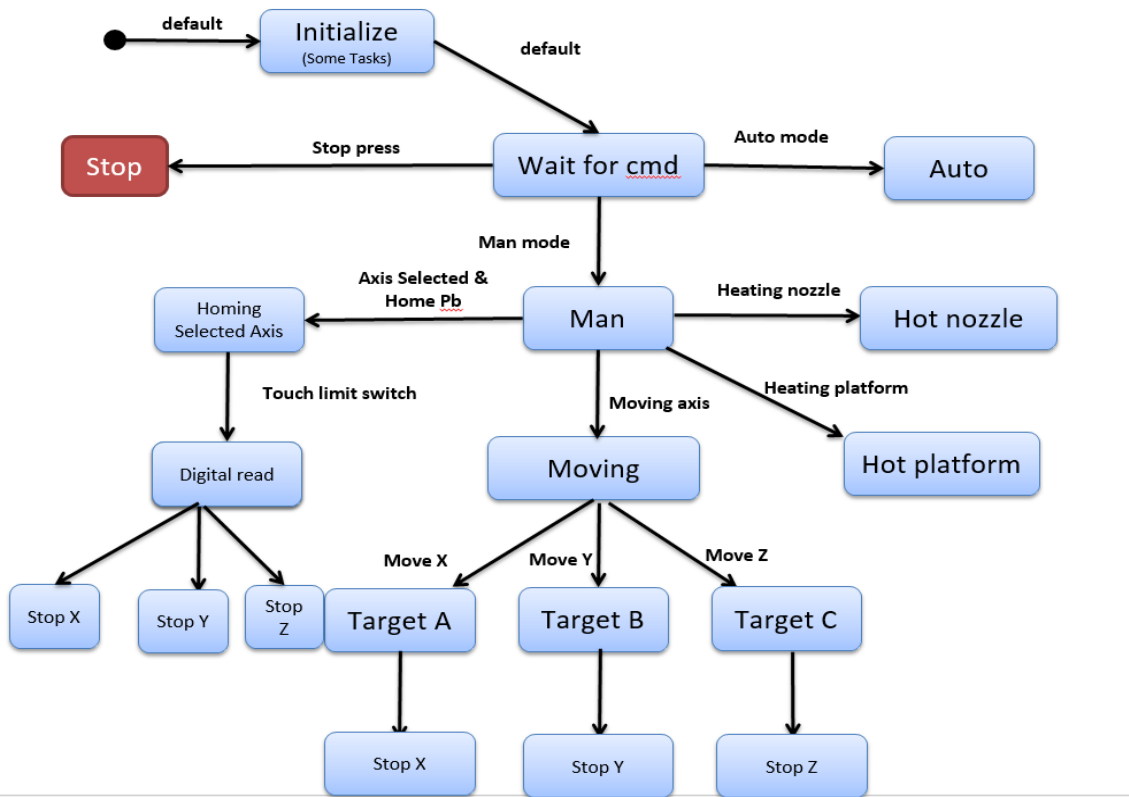 default
Initialize
(Some Tasks)
default
Stop
Stop press
Wait for cmd
Auto mode
Auto
Man mode
Axis Selected &
Home Pb
Homing
Selected Axis
Man
Heating nozzle
Hot nozzle
Touch limit switch
Moving axis
Heating platform
Digital read
Moving
Hot platform
Move X
Move Y
Move Z
Stop X
Stop Y
Stop
Z
Target A
Target B
Target C
Stop X
Stop Y
Stop Z